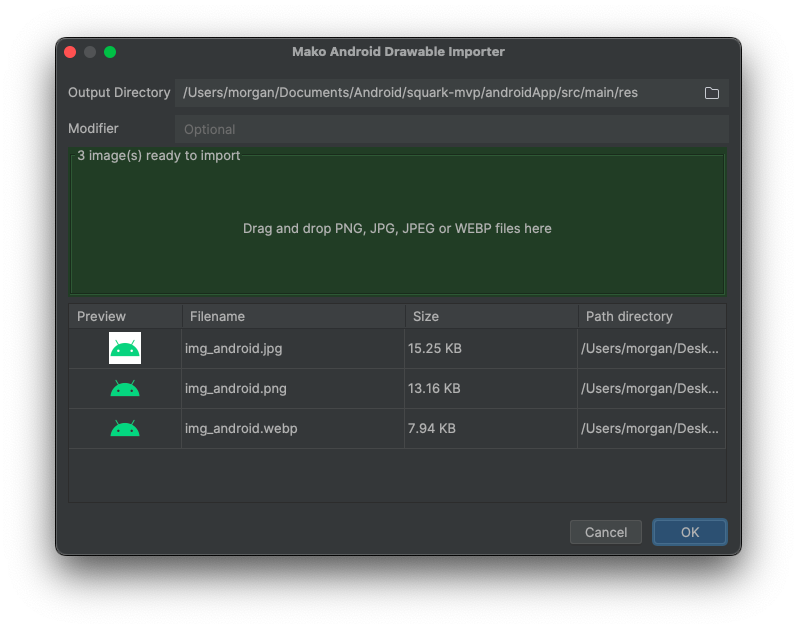 Mako Android Drawable Importer
Output Directory /Users/morgan/Documents/Android/squark-mvp/androidApp/src/main/res
Modifier Optional
3 image(s) ready to import
Drag and drop PNG, JPG, JPEG or WEBP files here
Preview Filename Size Path directory
img_android.jpg 15.25 KB /Users/morgan/Desk...
img_android.png 13.16 KB /Users/morgan/Desk...
img_android.webp 7.94 KB /Users/morgan/Desk...
Cancel OK